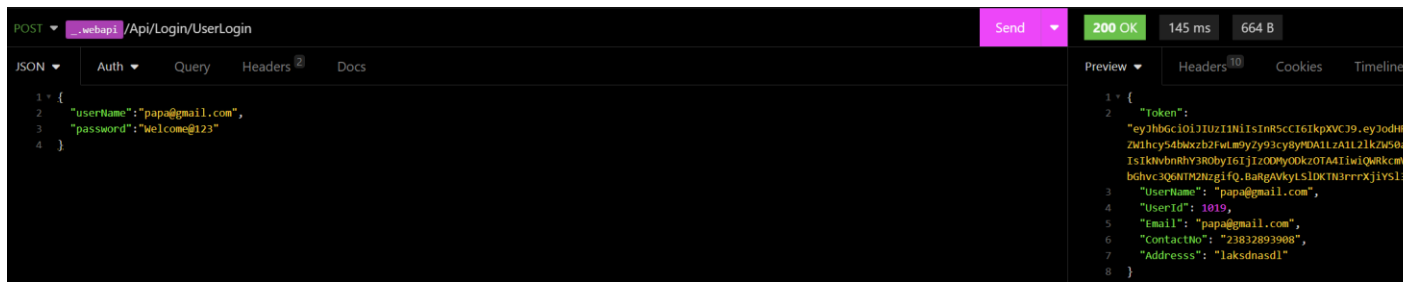 POST _.webapi /Api/Login/UserLogin Send 200 OK 145 ms 664 B
JSON Auth Query Headers 2 Docs Preview Headers 10 Cookies Timeline
1 {
2 "userName":"papa@gmail.com",
3 "password":"Welcome@123"
4 }
1 {
2 "Token":
3 "UserName": "papa@gmail.com",
4 "UserId": 1019,
5 "Email": "papa@gmail.com",
6 "ContactNo": "23832893908",
7 "Addresss": "laksdnasdl"
8 }